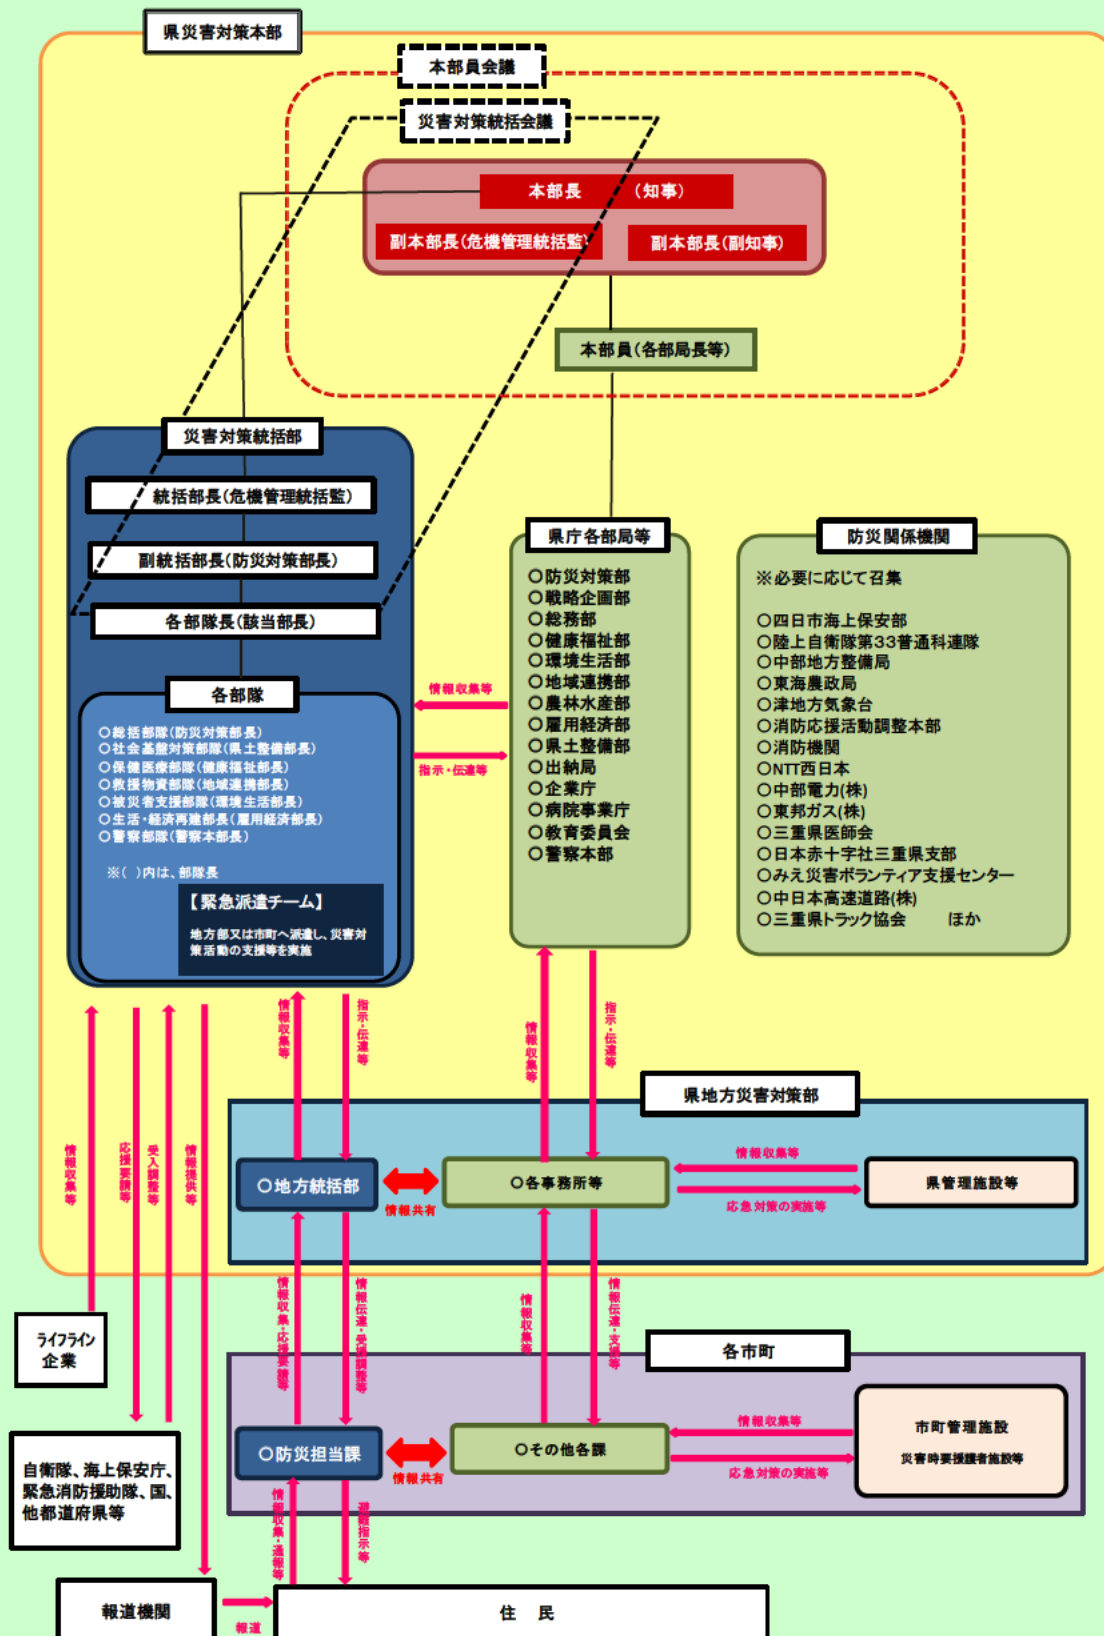 県災害対策本部
本部員会議
災害対策統括会議
本部長　　　（知事）
副本部長(危機管理統括監)
副本部長(副知事)
本部員(各部局長等)
災害対策統括部
統括部長(危機管理統括監)
副統括部長(防災対策部長)
各部隊長(該当部長)
各部隊
○総括部隊(防災対策部長)
○社会基盤対策部隊(県土整備部長)
○保健医療部隊(健康福祉部長)
○救援物資部隊(地域連携部長)
○被災者支援部隊(環境生活部長)
○生活・経済再建部長(雇用経済部長)
○警察部隊(警察本部長)
※( )内は、部隊長
【緊急派遣チーム】
地方部又は市町へ派遣し、災害対
策活動の支援等を実施
情報収集等
指示・伝達等
県庁各部局等
○防災対策部
○戦略企画部
○総務部
○健康福祉部
○環境生活部
○地域連携部
○農林水産部
○雇用経済部
○県土整備部
○出納局
○企業庁
○病院事業庁
○教育委員会
○警察本部
防災関係機関
※必要に応じて召集
○四日市海上保安部
○陸上自衛隊第33普通科連隊
○中部地方整備局
○東海農政局
○津地方気象台
○消防応援活動調整本部
○消防機関
○NTT西日本
○中部電力(株)
○東邦ガス(株)
○三重県医師会
○日本赤十字社三重県支部
○みえ災害ボランティア支援センター
○中日本高速道路(株)
○三重県トラック協会　　ほか
情報収集等
指示・伝達等
情報収集等
指示・伝達等
県地方災害対策部
情報収集等
応援要請等
受入調整等
情報提供等
○地方統括部
情報共有
○各事務所等
情報収集等
応急対策の実施等
県管理施設等
情報収集・応援要請等
情報伝達・受援調整等
情報収集等
情報伝達・支援等
ライフライン
企業
各市町
○防災担当課
情報共有
○その他各課
情報収集等
応急対策の実施等
市町管理施設
災害時要援護者施設等
自衛隊、海上保安庁、
緊急消防援助隊、国、
他都道府県等
情報収集・通報等
避難指示等
報道機関
報道
住　民